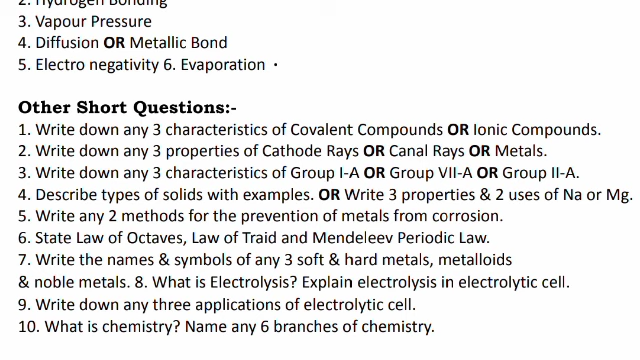 2. Hydrogen Bonding
3. Vapour Pressure
4. Diffusion OR Metallic Bond
5. Electro negativity 6. Evaporation ·
Other Short Questions:-
1. Write down any 3 characteristics of Covalent Compounds OR Ionic Compounds.
2. Write down any 3 properties of Cathode Rays OR Canal Rays OR Metals.
3. Write down any 3 characteristics of Group I-A OR Group VII-A OR Group II-A.
4. Describe types of solids with examples. OR Write 3 properties & 2 uses of Na or Mg.
5. Write any 2 methods for the prevention of metals from corrosion.
6. State Law of Octaves, Law of Traid and Mendeleev Periodic Law.
7. Write the names & symbols of any 3 soft & hard metals, metalloids
& noble metals. 8. What is Electrolysis? Explain electrolysis in electrolytic cell.
9. Write down any three applications of electrolytic cell.
10. What is chemistry? Name any 6 branches of chemistry.